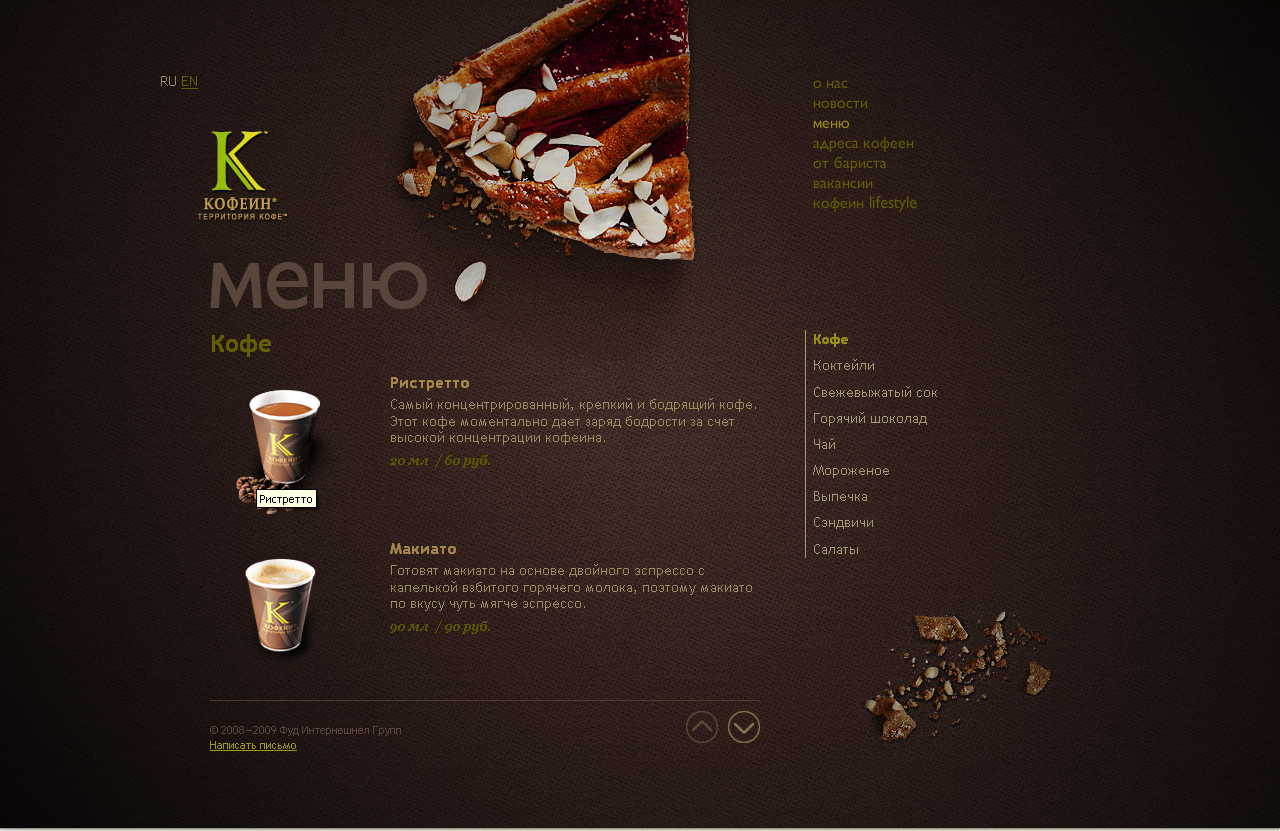 RU EN
К
КОФЕИН®
ТЕРРИТОРИЯ КОФЕ™
о нас
новости
меню
адреса кофеен
от бариста
вакансии
кофеин lifestyle
меню
Кофе
Ристретто
Самый концентрированный, крепкий и бодрящий кофе.
Этот кофе моментально дает заряд бодрости за счет
высокой концентрации кофеина.
20 мл / 60 руб.
К
КОФЕИН
Ристретто
Макиато
Готовят макиато на основе двойного эспрессо с
капелькой взбитого горячего молока, поэтому макиато
по вкусу чуть мягче эспрессо.
90 мл / 90 руб.
К
КОФЕИН
Кофе
Коктейли
Свежевыжатый сок
Горячий шоколад
Чай
Мороженое
Выпечка
Сэндвичи
Салаты
© 2008–2009 Фуд Интернешнел Групп
Написать письмо